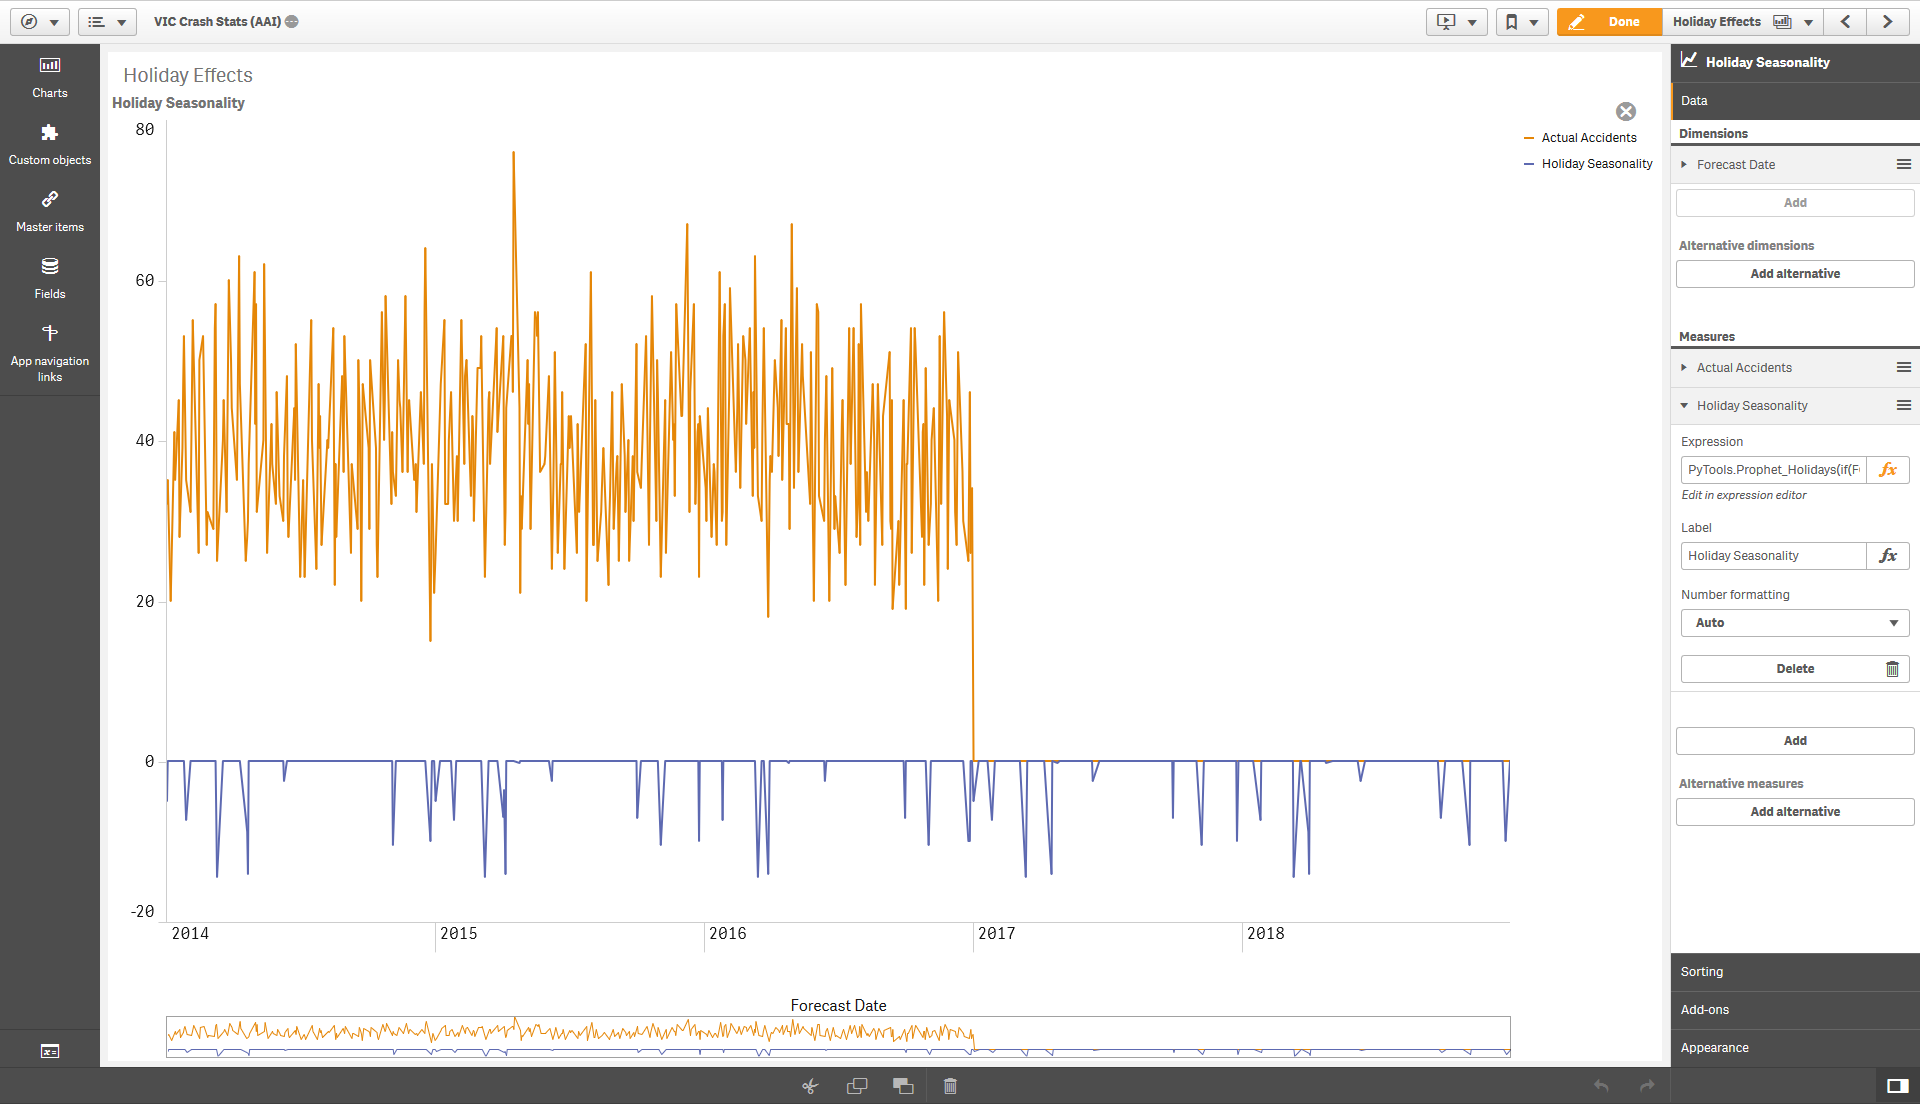 VIC Crash Stats (AAI)
Done
Holiday Effects
Charts
Custom objects
Master items
Fields
App navigation
links
Holiday Effects
Holiday Seasonality
80
60
40
20
0
-20
2014
2015
2016
2017
2018
Forecast Date
Actual Accidents
Holiday Seasonality
Holiday Seasonality
Data
Dimensions
Forecast Date
Add
Alternative dimensions
Add alternative
Measures
Actual Accidents
Holiday Seasonality
Expression
PyTools.Prophet_Holidays(if(F
fx
Edit in expression editor
Label
Holiday Seasonality
fx
Number formatting
Auto
Delete
Add
Alternative measures
Add alternative
Sorting
Add-ons
Appearance